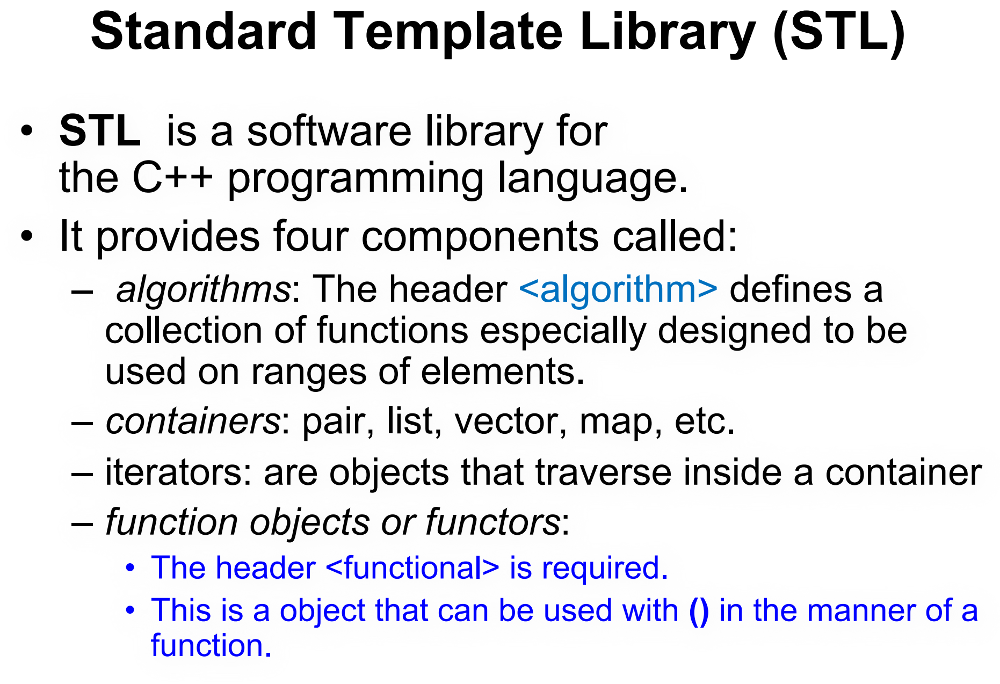 Standard Template Library (STL)
• STL is a software library for
the C++ programming language.
• It provides four components called:
– algorithms: The header <algorithm> defines a
collection of functions especially designed to be
used on ranges of elements.
– containers: pair, list, vector, map, etc.
– iterators: are objects that traverse inside a container
– function objects or functors:
• The header <functional> is required.
• This is a object that can be used with () in the manner of a
function.